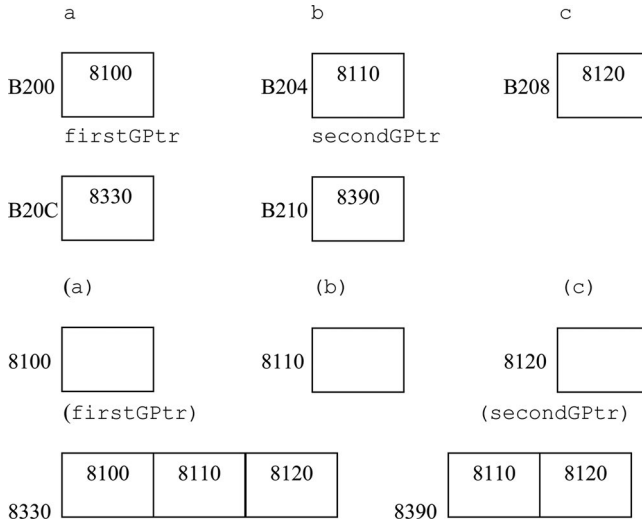 a b c
8100 8110 8120
B200 B204 B208
firstGPtr secondGPtr
8330 8390
B20C B210
(a) (b) (c)
8100 8110 8120
(firstGPtr) (secondGPtr)
8100 8110 8120 8110 8120
8330 8390